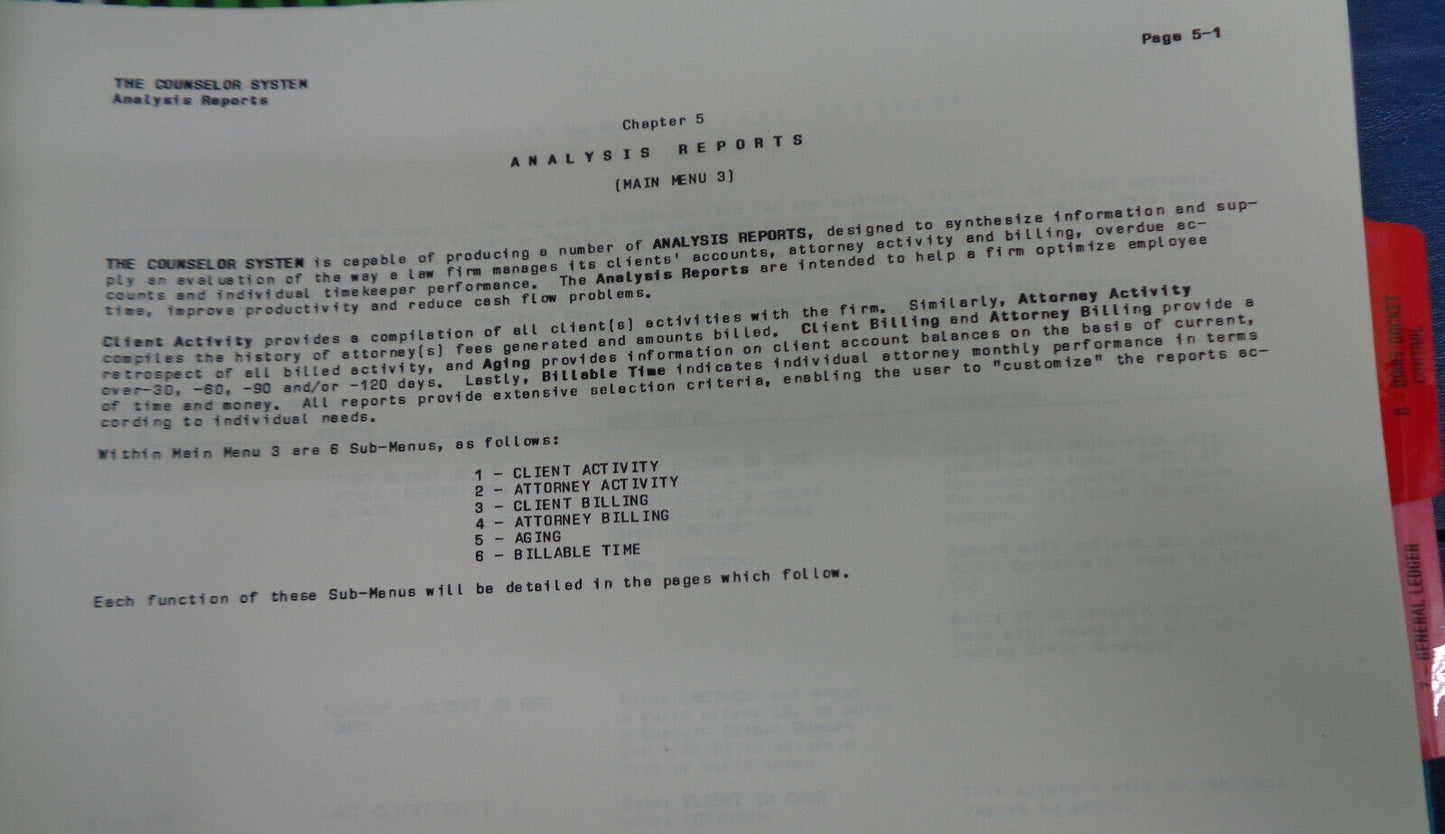 Page 5-1
THE COUNSELOR SYSTEM
Analysis Reports
Chapter 5
ANALYSIS REPORTS
[MAIN MENU 3]
THE COUNSELOR SYSTEM is capable of producing a number of ANALYSIS REPORTS, designed to synthesize information and sup-
ply an evaluation of the way a law firm manages its clients' accounts, attorney activity and billing, overdue ac-
counts and individual timekeeper performance. The Analysis Reports are intended to help a firm optimize employee
time, improve productivity and reduce cash flow problems.
Client Activity provides a compilation of all client(s) activities with the firm. Similarly, Attorney Activity
compiles the history of attorney(s) fees generated and amounts billed. Client Billing and Attorney Billing provide a
retrospect of all billed activity, and Aging provides information on client account balances on the basis of current,
over-30, -60, -90 and/or -120 days. Lastly, Billable Time indicates individual attorney monthly performance in terms
of time and money. All reports provide extensive selection criteria, enabling the user to "customize" the reports ac-
cording to individual needs.
Within Main Menu 3 are 6 Sub-Menus, as follows:
1 - CLIENT ACTIVITY
2 - ATTORNEY ACTIVITY
3 - CLIENT BILLING
4 - ATTORNEY BILLING
5 - AGING
6 - BILLABLE TIME
Each function of these Sub-Menus will be detailed in the pages which follow.
6 - DIARY/DOCKET
CONTROL
7 - GENERAL LEDGER